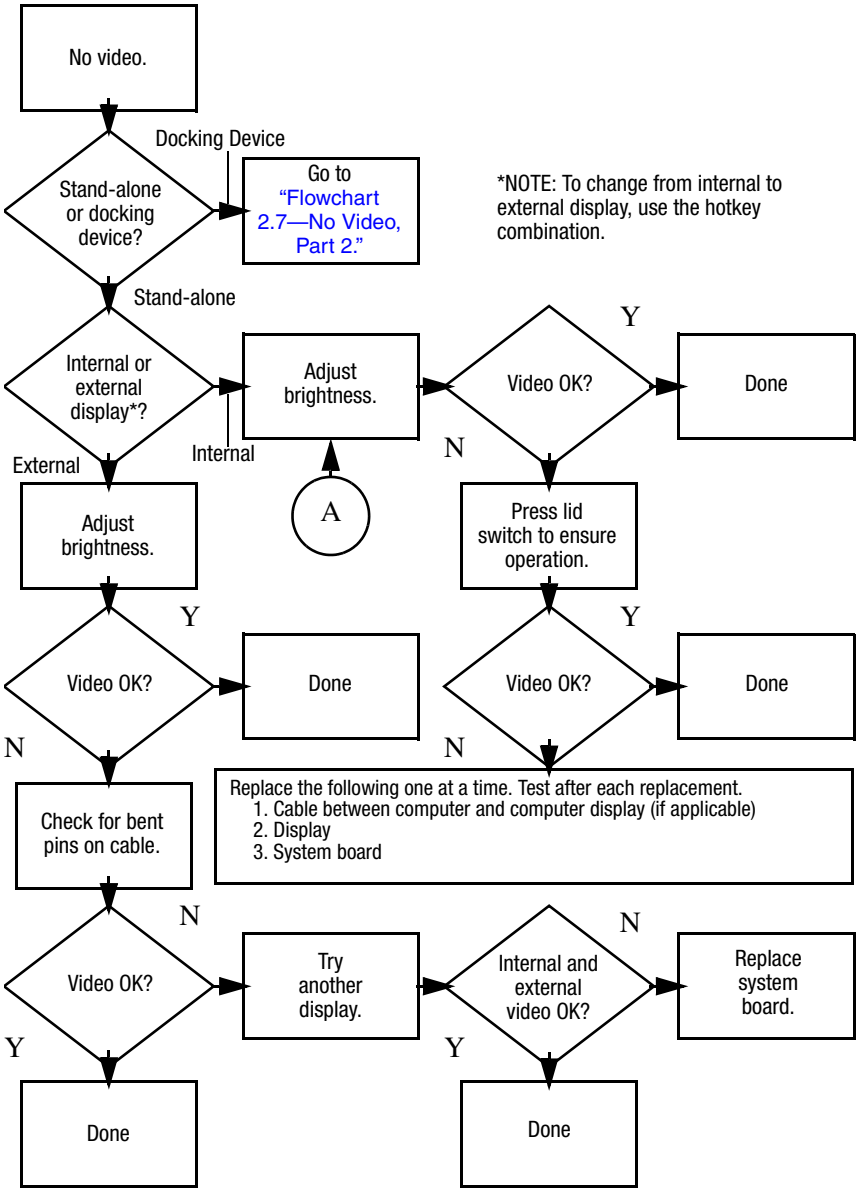 No video.
Docking Device
Stand-alone
or docking
device?
Go to
“Flowchart
2.7—No Video,
Part 2.”
*NOTE: To change from internal to
external display, use the hotkey
combination.
Stand-alone
Internal or
external
display*?
Internal
External
Adjust
brightness.
A
Video OK?
Y
Done
N
Press lid
switch to ensure
operation.
Adjust
brightness.
Video OK?
Y
Done
N
Video OK?
Y
Done
N
Replace the following one at a time. Test after each replacement.
1. Cable between computer and computer display (if applicable)
2. Display
3. System board
Check for bent
pins on cable.
Video OK?
N
Try
another
display.
Internal and
external
video OK?
N
Replace
system
board.
Y
Done
Y
Done